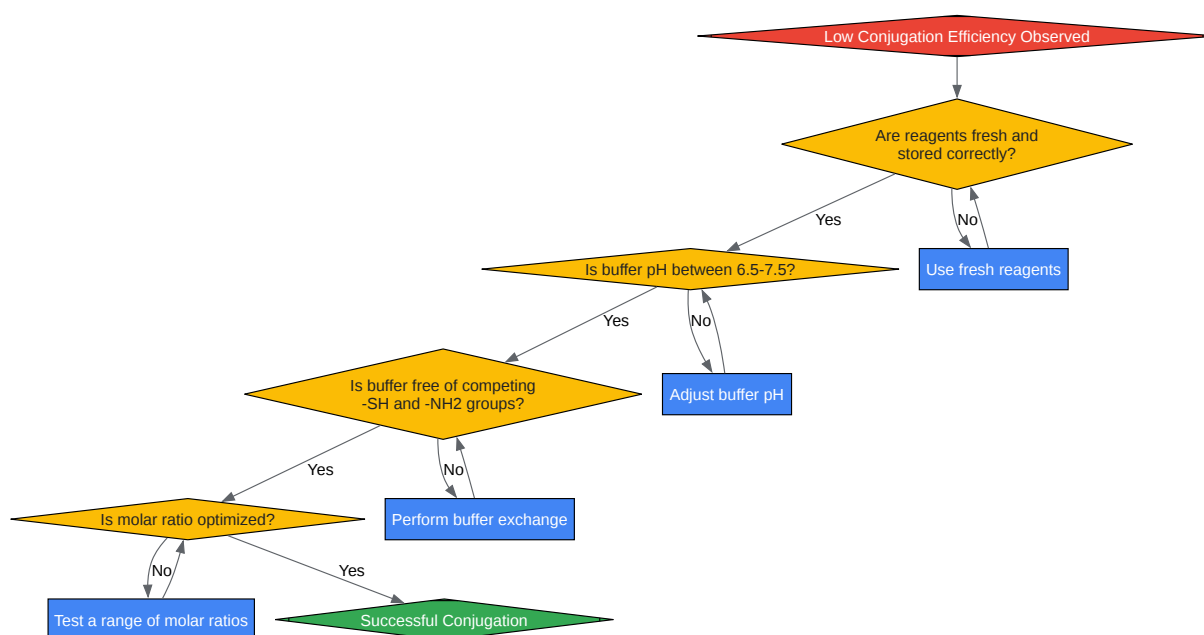 Low Conjugation Efficiency Observed
Are reagents fresh and
stored correctly?
Yes
No
Is buffer pH between 6.5-7.5?
Use fresh reagents
Yes
No
Is buffer free of competing
-SH and -NH2 groups?
Adjust buffer pH
Yes
No
Is molar ratio optimized?
Perform buffer exchange
No
Yes
Test a range of molar ratios
Successful Conjugation